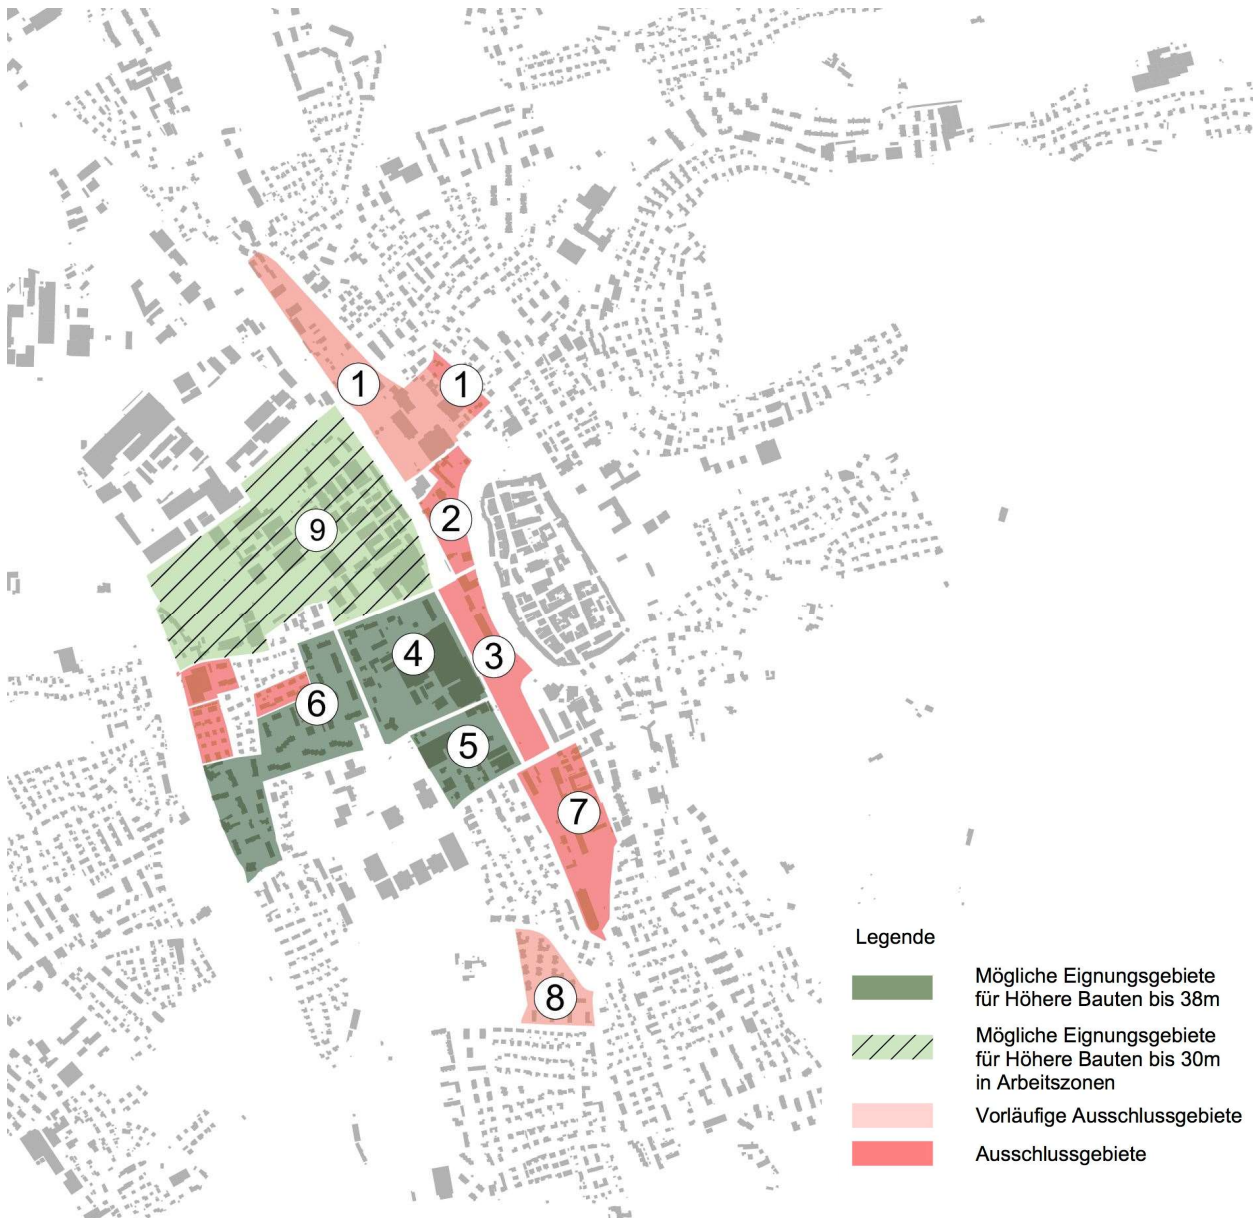 1
1
2
9
3
4
6
5
7
8
Legende
Mögliche Eignungsgebiete
für Höhere Bauten bis 38m
Mögliche Eignungsgebiete
für Höhere Bauten bis 30m
in Arbeitszonen
Vorläufige Ausschlussgebiete
Ausschlussgebiete